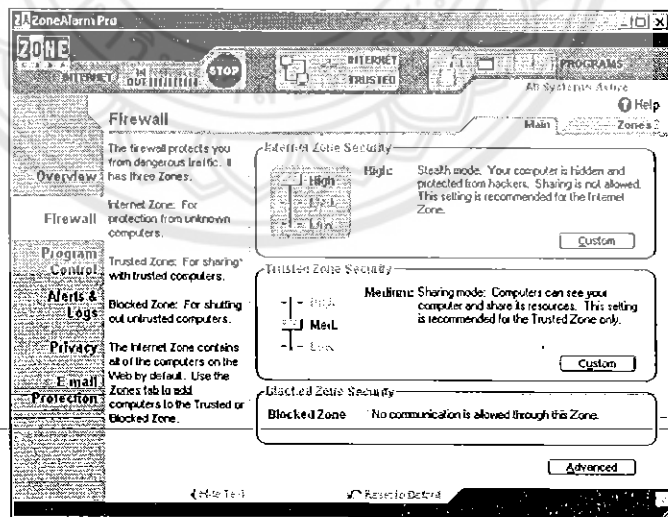 ZoneAlarm Pro
ZONE
LABS
INTERNET IN OUT
STOP
INTERNET
TRUSTED
PROGRAMS
All Systems Active
Help
Firewall
Main
Zones
Overview
Firewall
Program Control
Alerts & Logs
Privacy
E-mail Protection
The firewall protects you
from dangerous traffic. It
has three Zones.
Internet Zone: For
protection from unknown
computers.
Trusted Zone: For sharing
with trusted computers.
Blocked Zone: For shutting
out untrusted computers.
The Internet Zone contains
all of the computers on the
Web by default. Use the
Zones tab to add
computers to the Trusted or
Blocked Zone.
Internet Zone Security
High
Med.
Low
High: Stealth mode. Your computer is hidden and
protected from hackers. Sharing is not allowed.
This setting is recommended for the Internet
Zone.
Custom
Trusted Zone Security
High
Med.
Low
Medium: Sharing mode: Computers can see your
computer and share its resources. This setting
is recommended for the Trusted Zone only.
Custom
Blocked Zone Security
Blocked Zone No communication is allowed through this Zone.
Advanced
Hide Text
Reset to Default